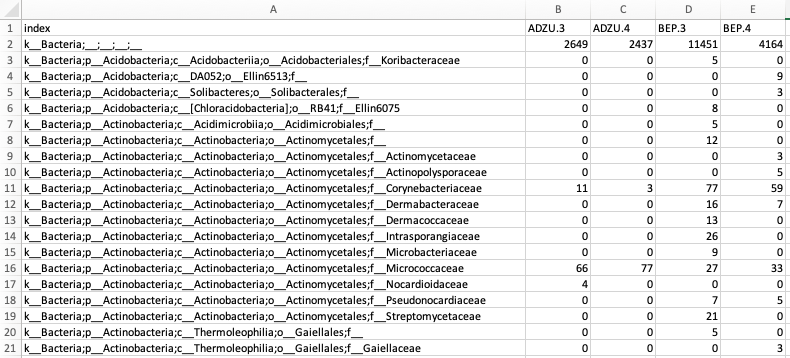 A B C D E
1 index ADZU.3 ADZU.4 BEP.3 BEP.4
2 k__Bacteria;__;__;__;__ 2649 2437 11451 4164
3 k__Bacteria;p__Acidobacteria;c__Acidobacteriia;o__Acidobacteriales;f__Koribacteraceae 0 0 5 0
4 k__Bacteria;p__Acidobacteria;c__DA052;o__Ellin6513;f__ 0 0 0 9
5 k__Bacteria;p__Acidobacteria;c__Solibacteres;o__Solibacterales;f__ 0 0 0 3
6 k__Bacteria;p__Acidobacteria;c__[Chloracidobacteria];o__RB41;f__Ellin6075 0 0 8 0
7 k__Bacteria;p__Actinobacteria;c__Acidimicrobiia;o__Acidimicrobiales;f__ 0 0 5 0
8 k__Bacteria;p__Actinobacteria;c__Actinobacteria;o__Actinomycetales;f__ 0 0 12 0
9 k__Bacteria;p__Actinobacteria;c__Actinobacteria;o__Actinomycetales;f__Actinomycetaceae 0 0 0 3
10 k__Bacteria;p__Actinobacteria;c__Actinobacteria;o__Actinomycetales;f__Actinopolysporaceae 0 0 0 5
11 k__Bacteria;p__Actinobacteria;c__Actinobacteria;o__Actinomycetales;f__Corynebacteriaceae 11 3 77 59
12 k__Bacteria;p__Actinobacteria;c__Actinobacteria;o__Actinomycetales;f__Dermabacteraceae 0 0 16 7
13 k__Bacteria;p__Actinobacteria;c__Actinobacteria;o__Actinomycetales;f__Dermacoccaceae 0 0 13 0
14 k__Bacteria;p__Actinobacteria;c__Actinobacteria;o__Actinomycetales;f__Intrasporangiaceae 0 0 26 0
15 k__Bacteria;p__Actinobacteria;c__Actinobacteria;o__Actinomycetales;f__Microbacteriaceae 0 0 9 0
16 k__Bacteria;p__Actinobacteria;c__Actinobacteria;o__Actinomycetales;f__Micrococcaceae 66 77 27 33
17 k__Bacteria;p__Actinobacteria;c__Actinobacteria;o__Actinomycetales;f__Nocardioidaceae 4 0 0 0
18 k__Bacteria;p__Actinobacteria;c__Actinobacteria;o__Actinomycetales;f__Pseudonocardiaceae 0 0 7 5
19 k__Bacteria;p__Actinobacteria;c__Actinobacteria;o__Actinomycetales;f__Streptomycetaceae 0 0 21 0
20 k__Bacteria;p__Actinobacteria;c__Thermoleophilia;o__Gaiellales;f__ 0 0 5 0
21 k__Bacteria;p__Actinobacteria;c__Thermoleophilia;o__Gaiellales;f__Gaiellaceae 0 0 0 3